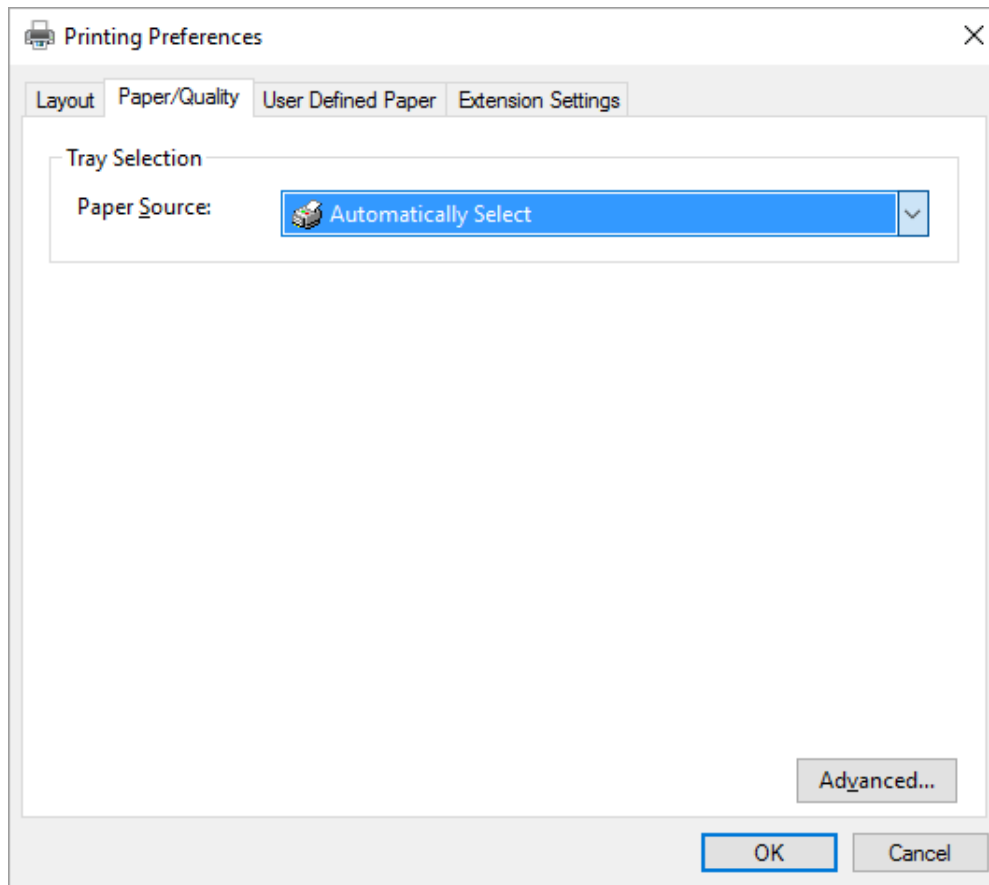 Printing Preferences
Layout Paper/Quality User Defined Paper Extension Settings
Tray Selection
Paper Source: Automatically Select
Advanced...
OK Cancel